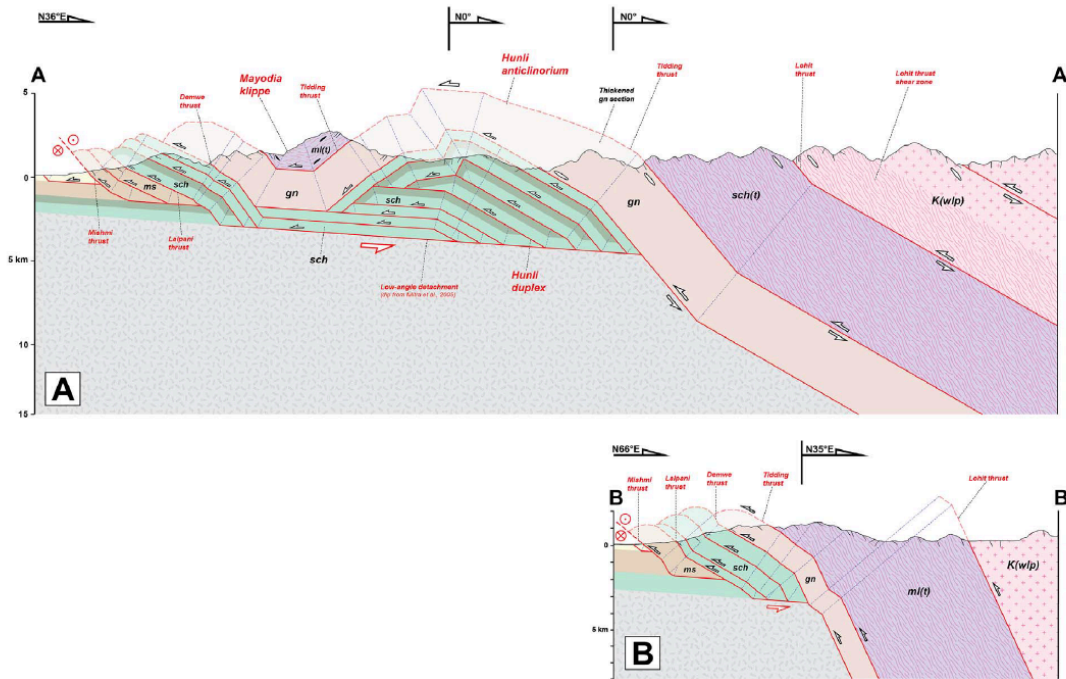 N36°E
N0°
N0°
Hunli
anticlinorium
Tidding
thrust
Lohit
thrust
Lohit thrust
shear zone
A
A
Mayodia
klippe
Tidding
thrust
Thickened
gn section
Demwe
thrust
5
ml(t)
0
ms
sch
gn
sch
gn
sch(t)
K(wlp)
Mishmi
thrust
Lalpani
thrust
5 km
sch
Low-angle detachment
Hunli
duplex
10
A
15
N66°E
N35°E
Mishmi
thrust
Lalpani
thrust
Demwe
thrust
Tidding
thrust
Lohit
thrust
B
B
0
ms
sch
gn
ml(t)
K(wlp)
5 km
B